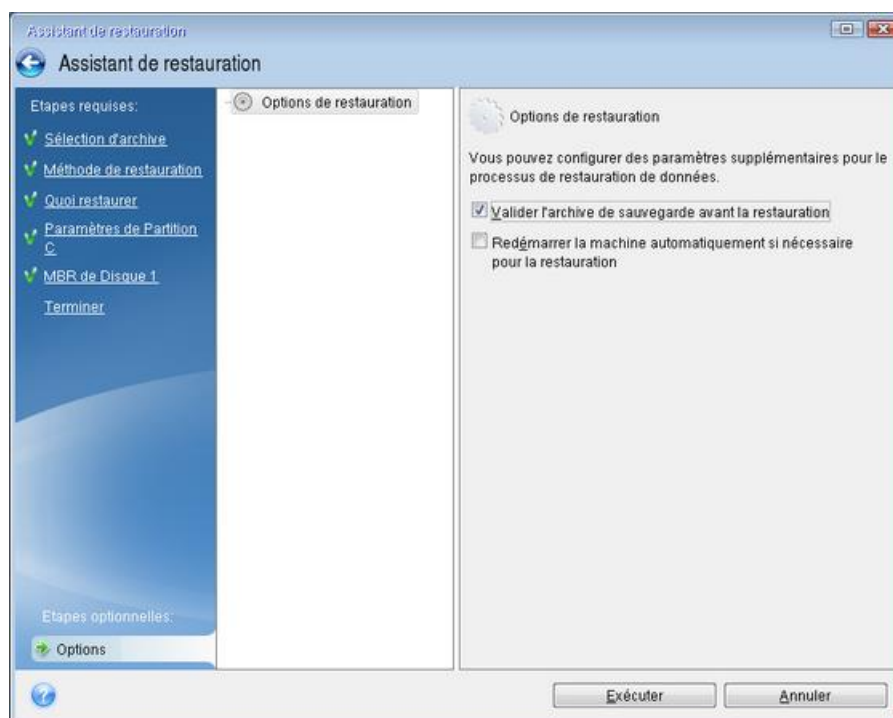 Assistant de restauration
Assistant de restauration
Etapes requises:
Sélection d'archive
Méthode de restauration
Quoi restaurer
Paramètres de Partition
C
MBR de Disque 1
Terminer
Etapes optionnelles:
Options
Options de restauration
Options de restauration
Vous pouvez configurer des paramètres supplémentaires pour le
processus de restauration de données.
Valider l'archive de sauvegarde avant la restauration
Redémarrer la machine automatiquement si nécessaire
pour la restauration
Exécuter
Annuler